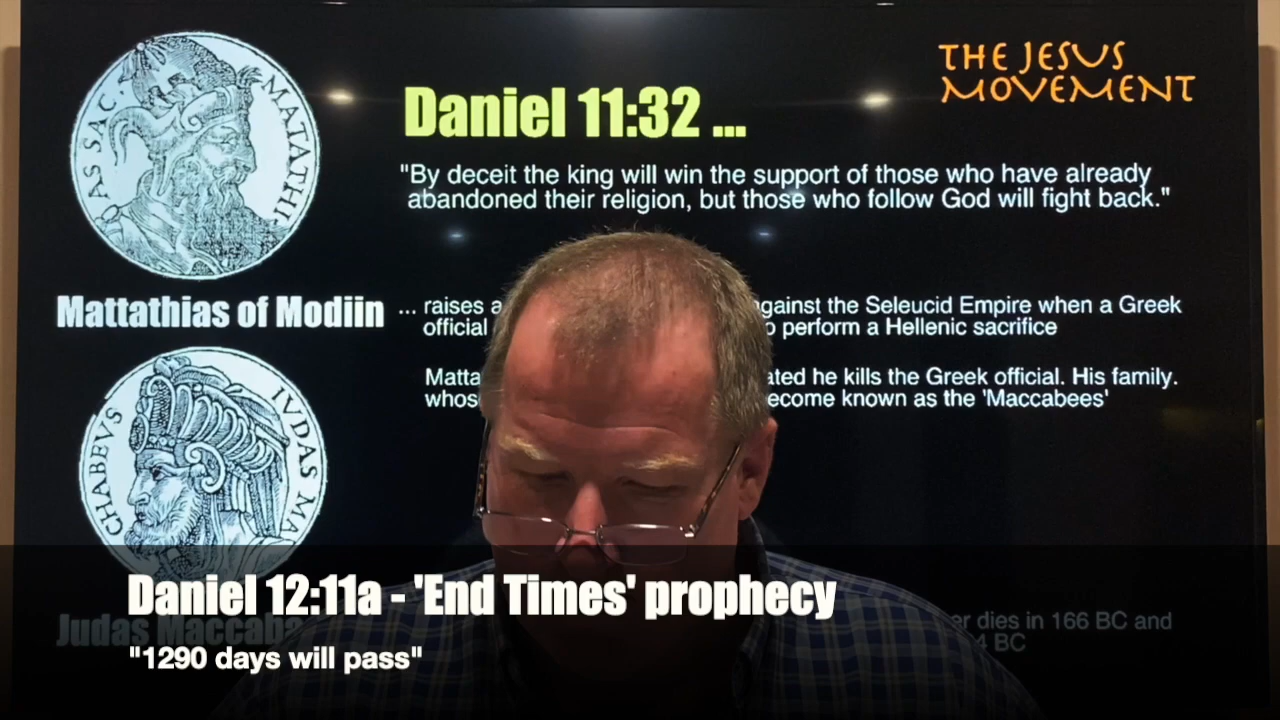 THE JESUS
MOVEMENT
AS SAC. MATATHI
Daniel 11:32 ...
"By deceit the king will win the support of those who have already
abandoned their religion, but those who follow God will fight back."
Mattathias of Modiin
... raises a gainst the Seleucid Empire when a Greek
official perform a Hellenic sacrifice
he kills the Greek official. His family.
whos ecome known as the 'Maccabees'
CHABEVS IVDAS MA
Daniel 12:11a - 'End Times' prophecy
Judas Maccaba
er dies in 166 BC and
4 BC
"1290 days will pass"